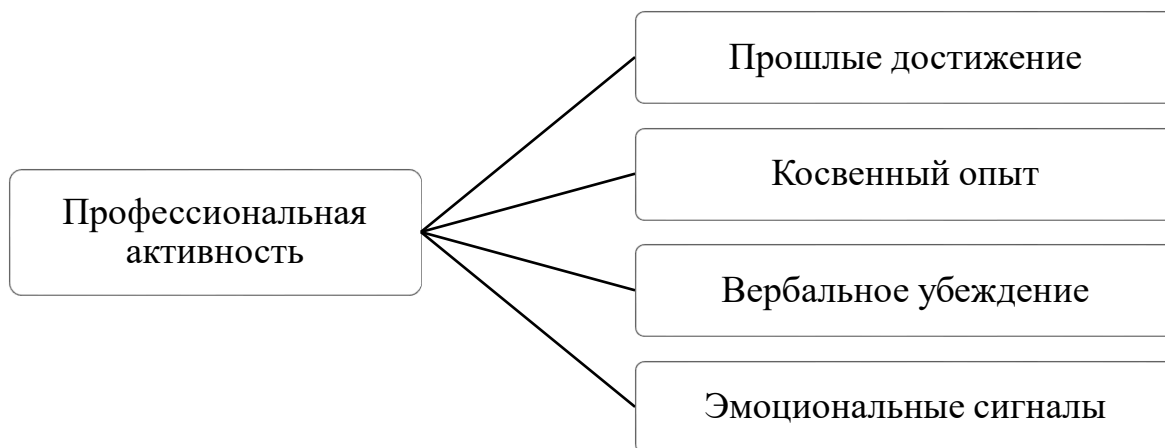 Профессиональная
активность
Прошлые достижение
Косвенный опыт
Вербальное убеждение
Эмоциональные сигналы